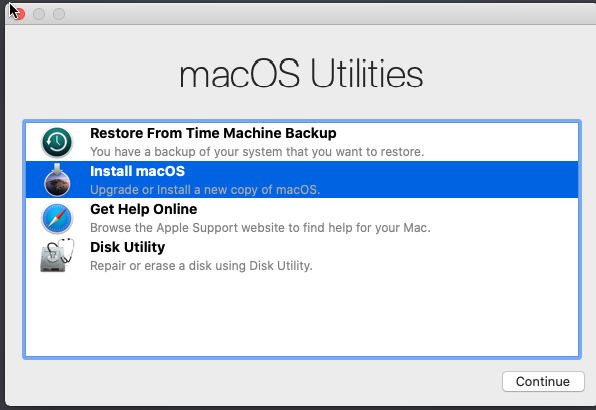 macOS Utilities
Restore From Time Machine Backup
You have a backup of your system that you want to restore.
Install macOS
Upgrade or Install a new copy of macOS.
Get Help Online
Browse the Apple Support website to find help for your Mac.
Disk Utility
Repair or erase a disk using Disk Utility.
Continue